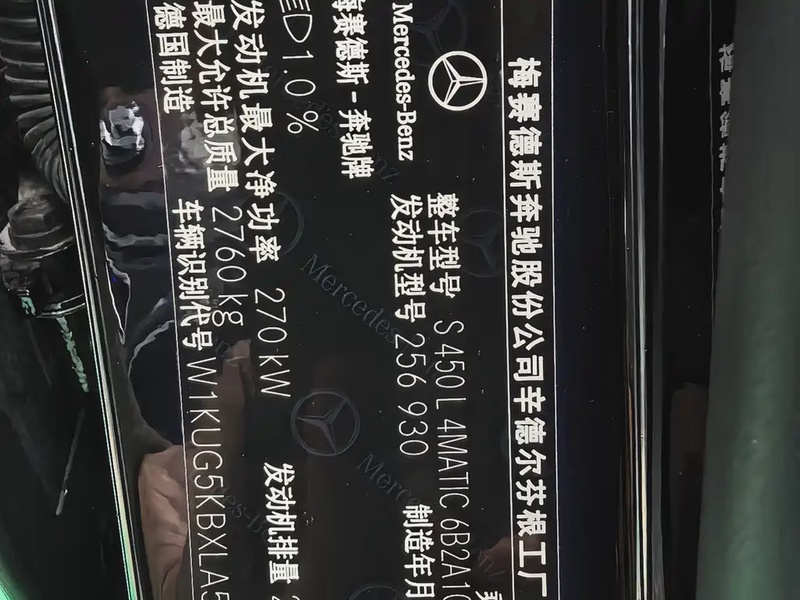 梅赛德斯奔驰股份公司辛德尔芬根工厂
Mercedes-Benz 整车型号 S 450 L 4MATIC 6B2A1
发动机型号 256 930 制造年月
梅赛德斯-奔驰牌
1.0 %
发动机最大净功率 270 kW 发动机排量
最大允许总质量 2760 kg
德国制造 车辆识别代号 W1KUG5KBXLA5